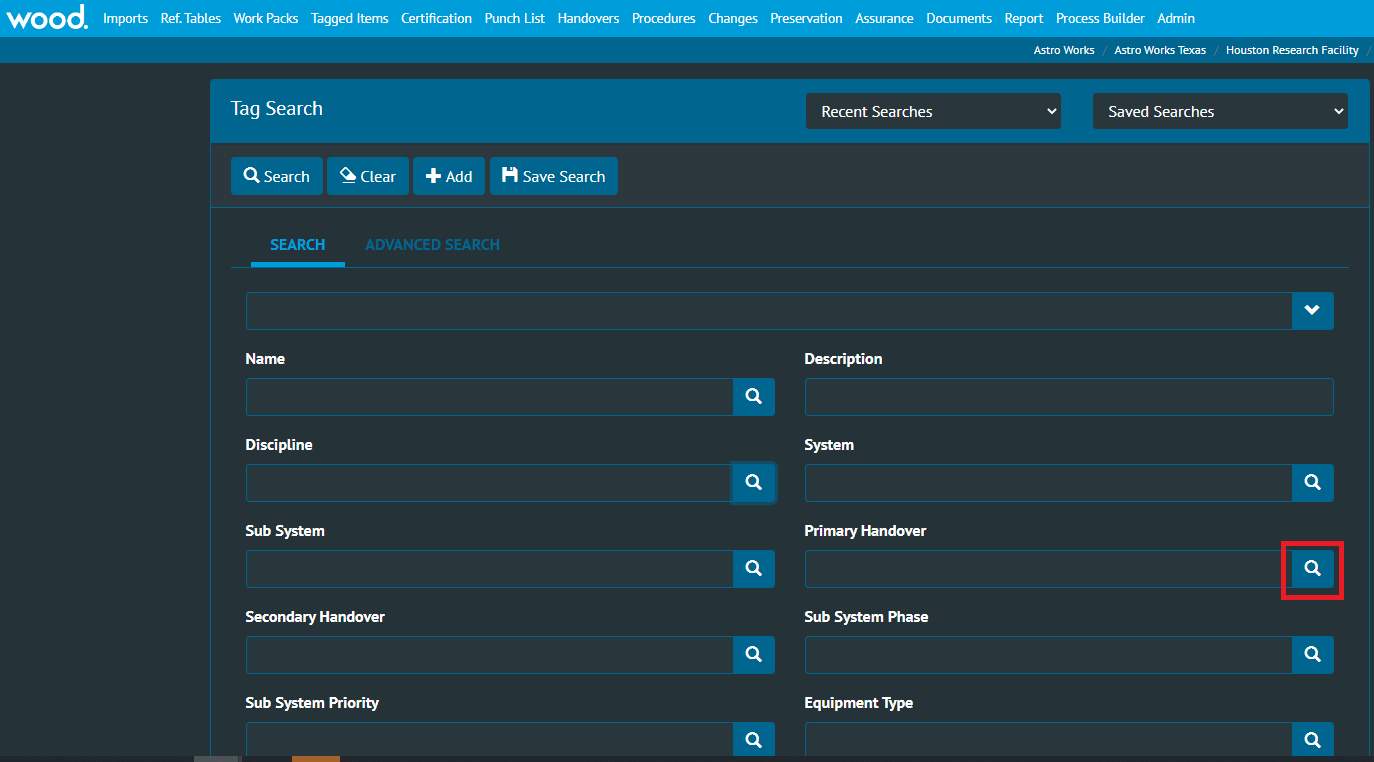 wood. Imports Ref. Tables Work Packs Tagged Items Certification Punch List Handovers Procedures Changes Preservation Assurance Documents Report Process Builder Admin
Astro Works / Astro Works Texas / Houston Research Facility /
Tag Search Recent Searches Saved Searches
Search Clear Add Save Search
SEARCH ADVANCED SEARCH
Name Description
Discipline System
Sub System Primary Handover
Secondary Handover Sub System Phase
Sub System Priority Equipment Type